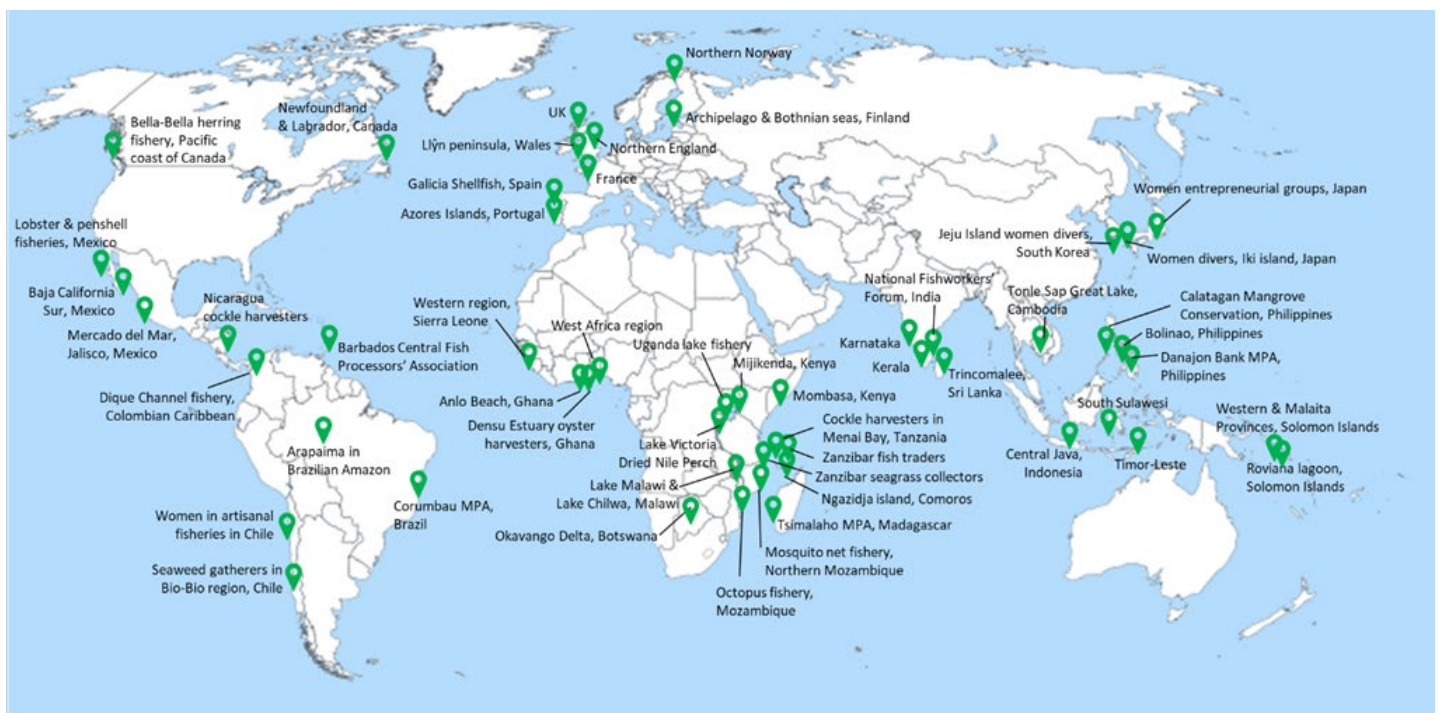 Northern Norway
Bella-Bella herring
fishery, Pacific
coast of Canada
Newfoundland
& Labrador, Canada
UK
Archipelago & Bothnian seas, Finland
Llŷn peninsula, Wales
Northern England
France
Galicia Shellfish, Spain
Azores Islands, Portugal
Women entrepreneurial groups, Japan
Jeju Island women divers,
South Korea
Women divers, Iki island, Japan
Lobster & penshell
fisheries, Mexico
Baja California
Sur, Mexico
Mercado del Mar,
Jalisco, Mexico
Nicaragua
cockle harvesters
Barbados Central Fish
Processors' Association
Dique Channel fishery,
Colombian Caribbean
Arapaima in
Brazilian Amazon
Corumbau MPA,
Brazil
Women in artisanal
fisheries in Chile
Seaweed gatherers in
Bio-Bio region, Chile
Western region,
Sierra Leone
West Africa region
Anlo Beach, Ghana
Densu Estuary oyster
harvesters, Ghana
Uganda lake fishery
Mijikenda, Kenya
Mombasa, Kenya
Lake Victoria
Dried Nile Perch
Cockle harvesters in
Menai Bay, Tanzania
Zanzibar fish traders
Zanzibar seagrass collectors
Ngazidja island, Comoros
Lake Malawi &
Lake Chilwa, Malawi
Okavango Delta, Botswana
Tsimalaho MPA, Madagascar
Mosquito net fishery,
Northern Mozambique
Octopus fishery,
Mozambique
National Fishworkers'
Forum, India
Karnataka
Kerala
Trincomalee,
Sri Lanka
Tonle Sap Great Lake,
Cambodia
Calatagan Mangrove
Conservation, Philippines
Bolinao, Philippines
Danajon Bank MPA,
Philippines
South Sulawesi
Central Java,
Indonesia
Timor-Leste
Western & Malaita
Provinces, Solomon Islands
Roviana lagoon,
Solomon Islands